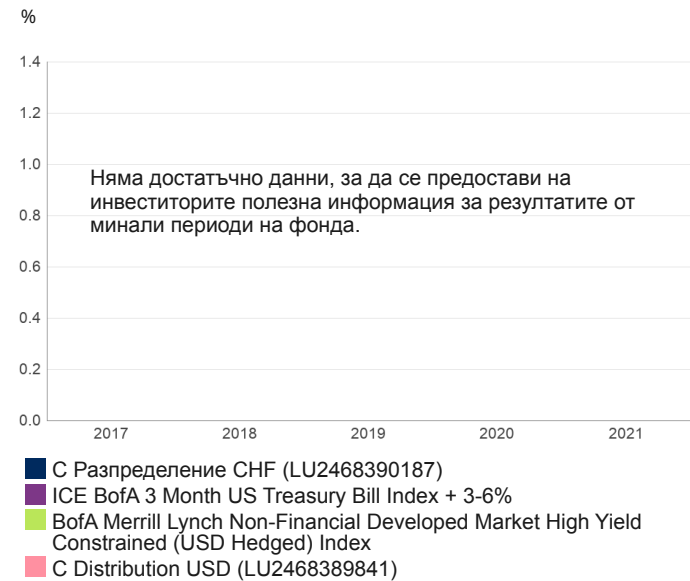 %
1.4
1.2
1.0
0.8
0.6
0.4
0.2
0.0
Няма достатъчно данни, за да се предостави на
инвеститорите полезна информация за резултатите от
минали периоди на фонда.
2017 2018 2019 2020 2021
C Разпределение CHF (LU2468390187)
ICE BofA 3 Month US Treasury Bill Index + 3-6%
BofA Merrill Lynch Non-Financial Developed Market High Yield
Constrained (USD Hedged) Index
C Distribution USD (LU2468389841)